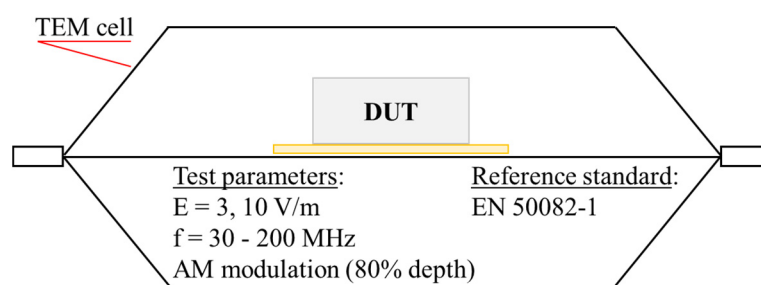 TEM cell
DUT
Test parameters:
E = 3, 10 V/m
f = 30 - 200 MHz
AM modulation (80% depth)
Reference standard:
EN 50082-1